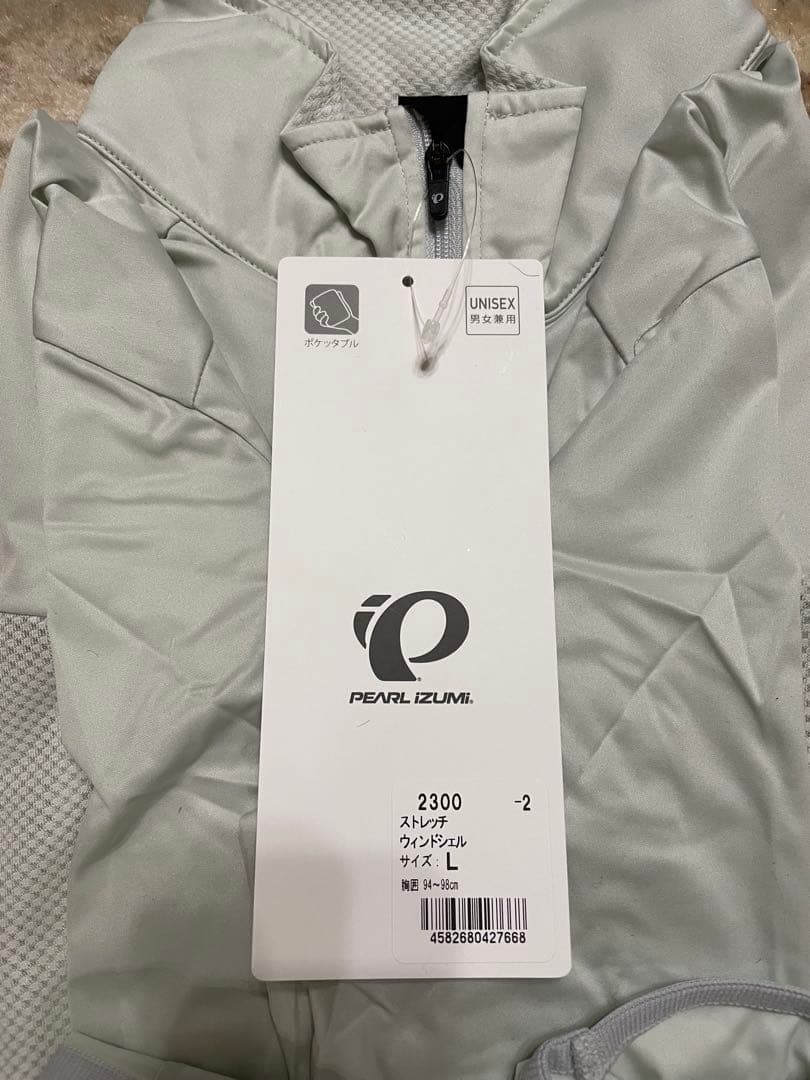 ポケッタブル
UNISEX
男女兼用
PEARL iZUMi®
2300 -2
ストレッチ
ウィンドシェル
サイズ: L
胸囲 94～98cm
4582680427668